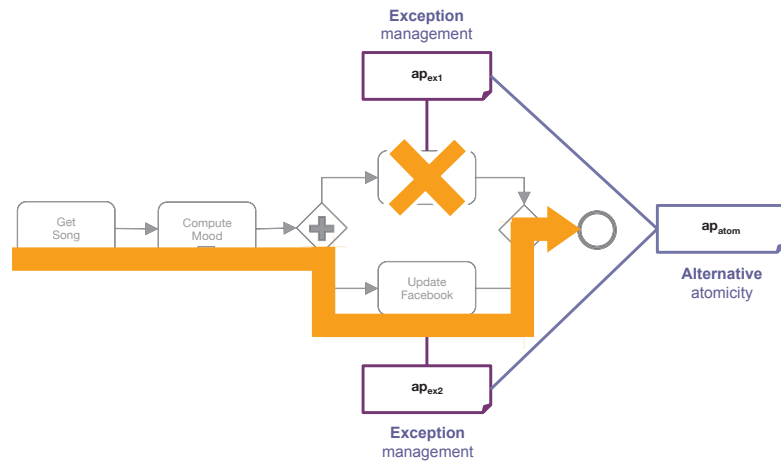 Exception
management
ap_ex1
Get
Song
Compute
Mood
Update
Facebook
ap_atom
Alternative
atomicity
ap_ex2
Exception
management